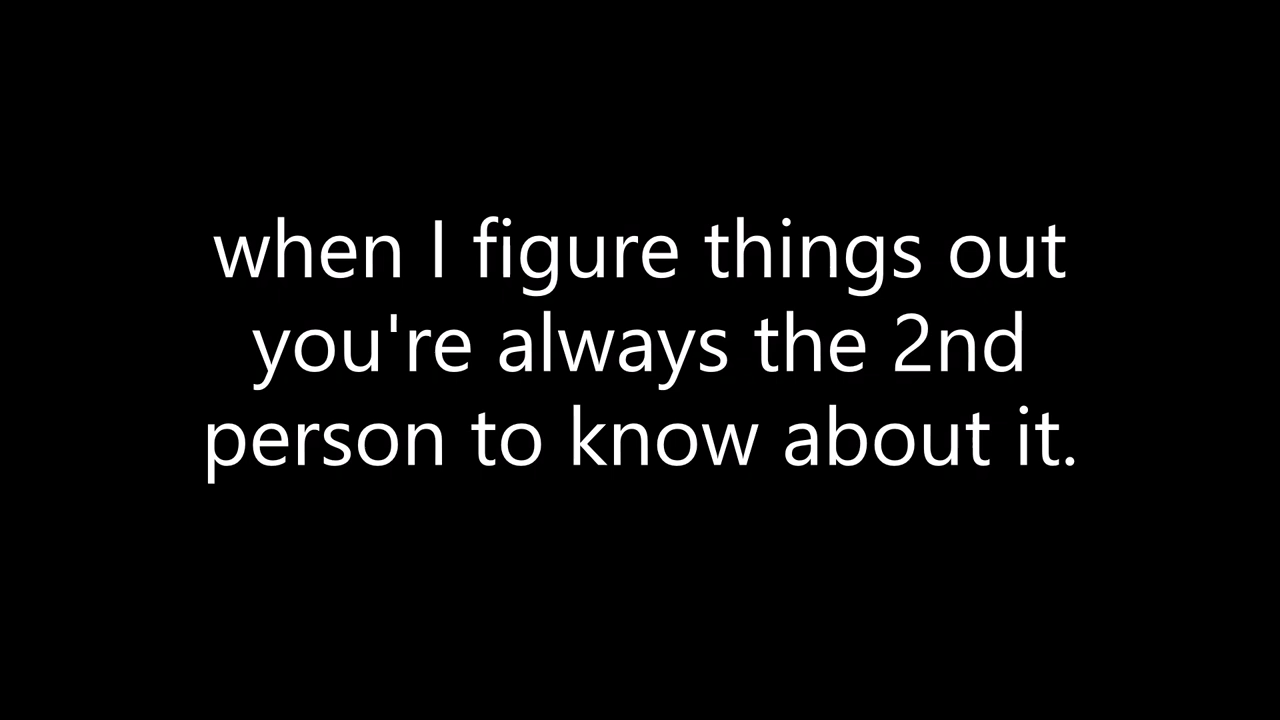 when I figure things out
you're always the 2nd
person to know about it.